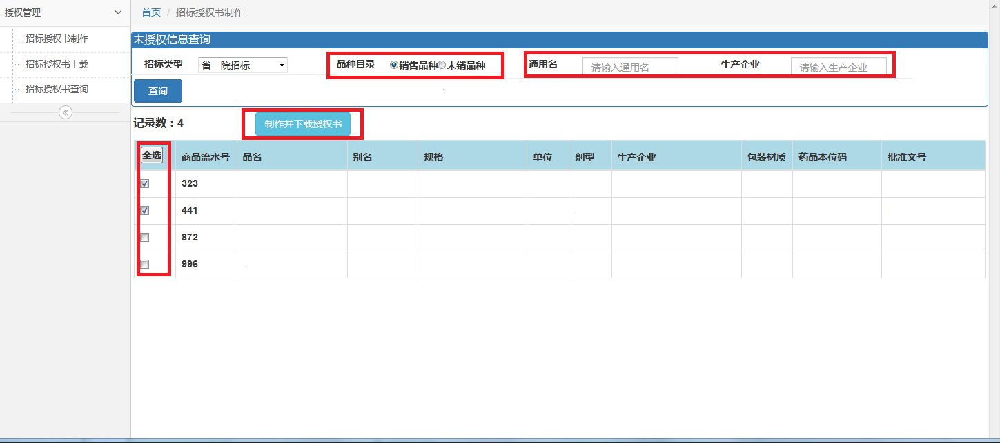 授权管理
首页 / 招标授权书制作
招标授权书制作
招标授权书上载
招标授权书查询
未授权信息查询
招标类型 省一院招标 品种目录 销售品种 未销品种 通用名 请输入通用名 生产企业 请输入生产企业
查询
记录数：4 制作并下载授权书
全选 商品流水号 品名 别名 规格 单位 剂型 生产企业 包装材质 药品本位码 批准文号
323
441
872
996